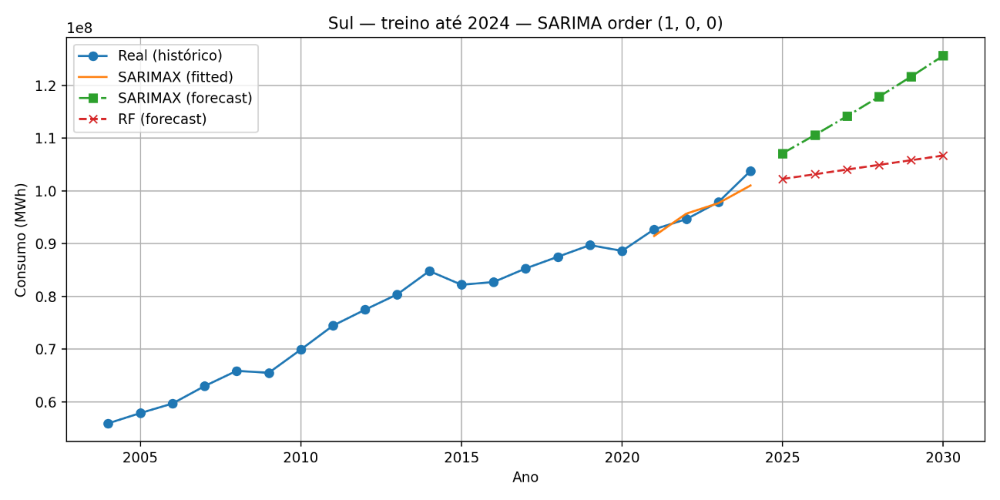 Sul — treino até 2024 — SARIMA order (1, 0, 0)
1e8
Real (histórico)
SARIMAX (fitted)
SARIMAX (forecast)
RF (forecast)
1.2
1.1
1.0
0.9
0.8
0.7
0.6
Consumo (MWh)
2005 2010 2015 2020 2025 2030
Ano